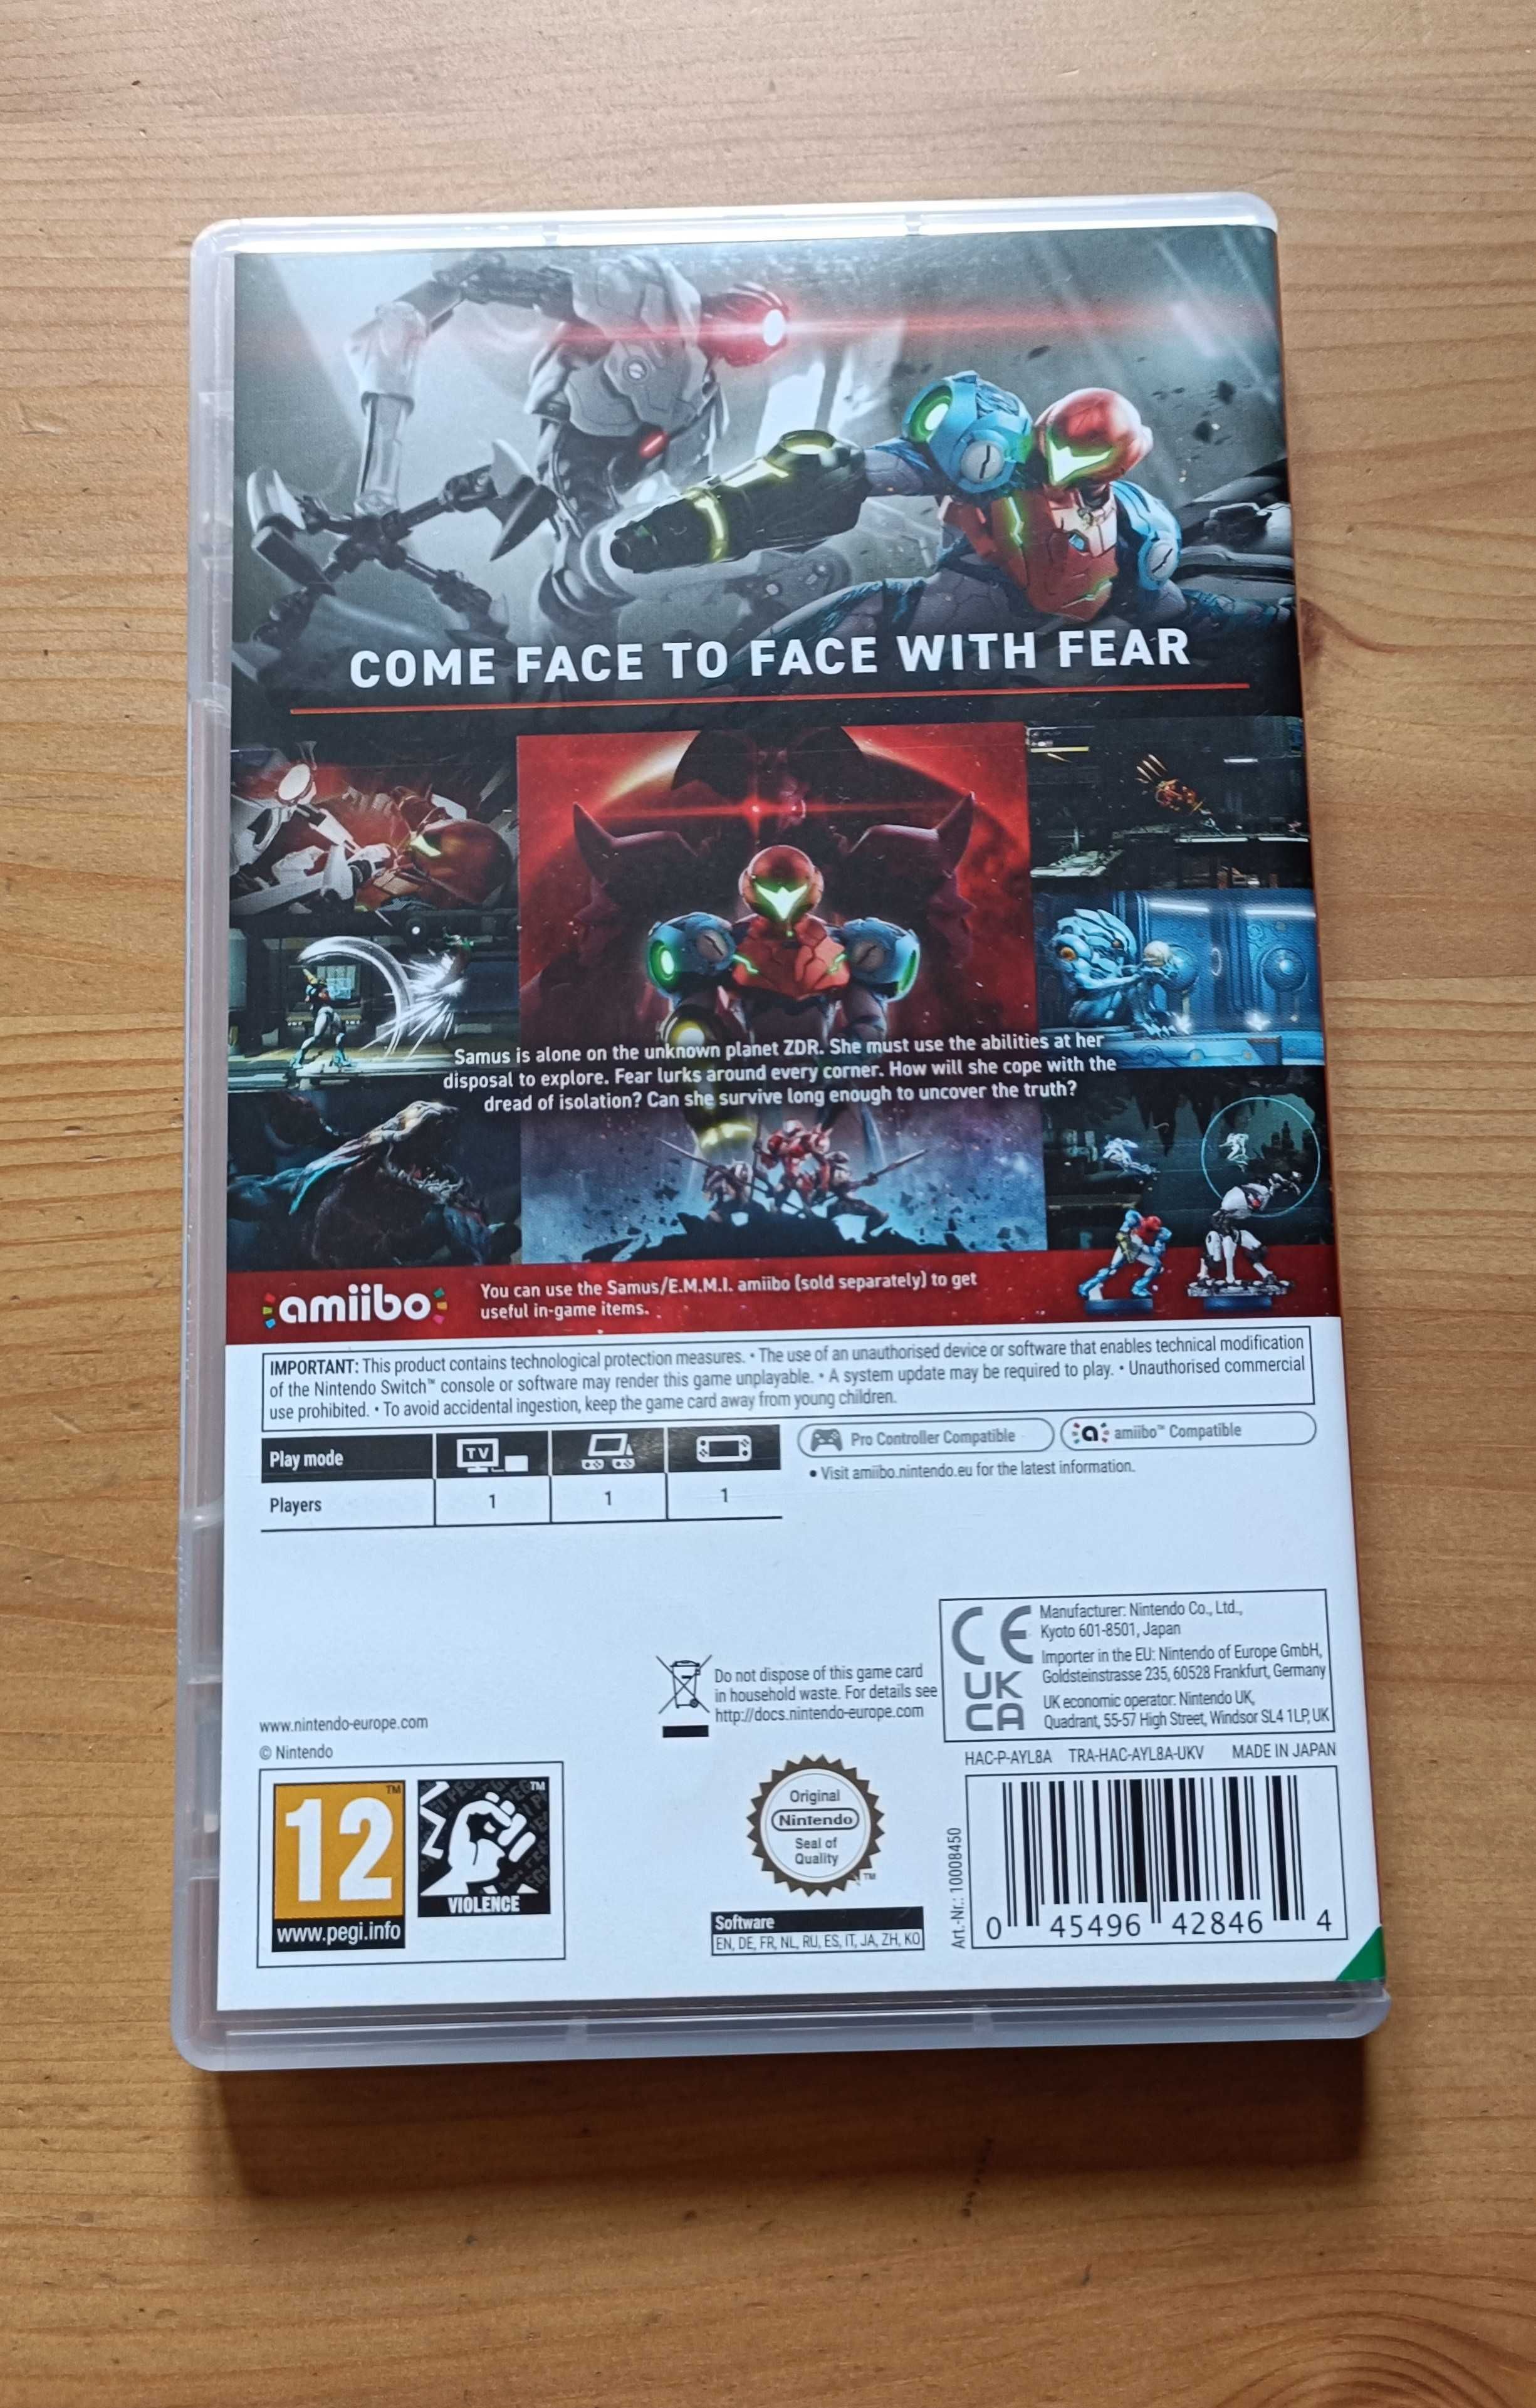 COME FACE TO FACE WITH FEAR
Samus is alone on the unknown planet ZDR. She must use the abilities at her
disposal to explore. Fear lurks around every corner. How will she cope with the
dread of isolation? Can she survive long enough to uncover the truth?
amiibo
You can use the Samus/E.M.M.I. amiibo (sold separately) to get
useful in-game items.
IMPORTANT: This product contains technological protection measures. • The use of an unauthorised device or software that enables technical modification
of the Nintendo Switch™ console or software may render this game unplayable. • A system update may be required to play. • Unauthorised commercial
use prohibited. • To avoid accidental ingestion, keep the game card away from young children.
Play mode
TV
Players
1
1
1
Pro Controller Compatible
a
amiibo™ Compatible
• Visit amiibo.nintendo.eu for the latest information.
CE
UK
CA
Manufacturer: Nintendo Co., Ltd.,
Kyoto 601-8501, Japan
Importer in the EU: Nintendo of Europe GmbH,
Goldsteinstrasse 235, 60528 Frankfurt, Germany
UK economic operator: Nintendo UK,
Quadrant, 55-57 High Street, Windsor SL4 1LP, UK
Do not dispose of this game card
in household waste. For details see
http://docs.nintendo-europe.com
www.nintendo-europe.com
© Nintendo
HAC-P-AYL8A TRA-HAC-AYL8A-UKV MADE IN JAPAN
12
™
www.pegi.info
™
VIOLENCE
Original
Nintendo
Seal of
Quality
™
Software
EN, DE, FR, NL, RU, ES, IT, JA, ZH, KO
Art.-Nr.: 10008450
0 45496 42846 4